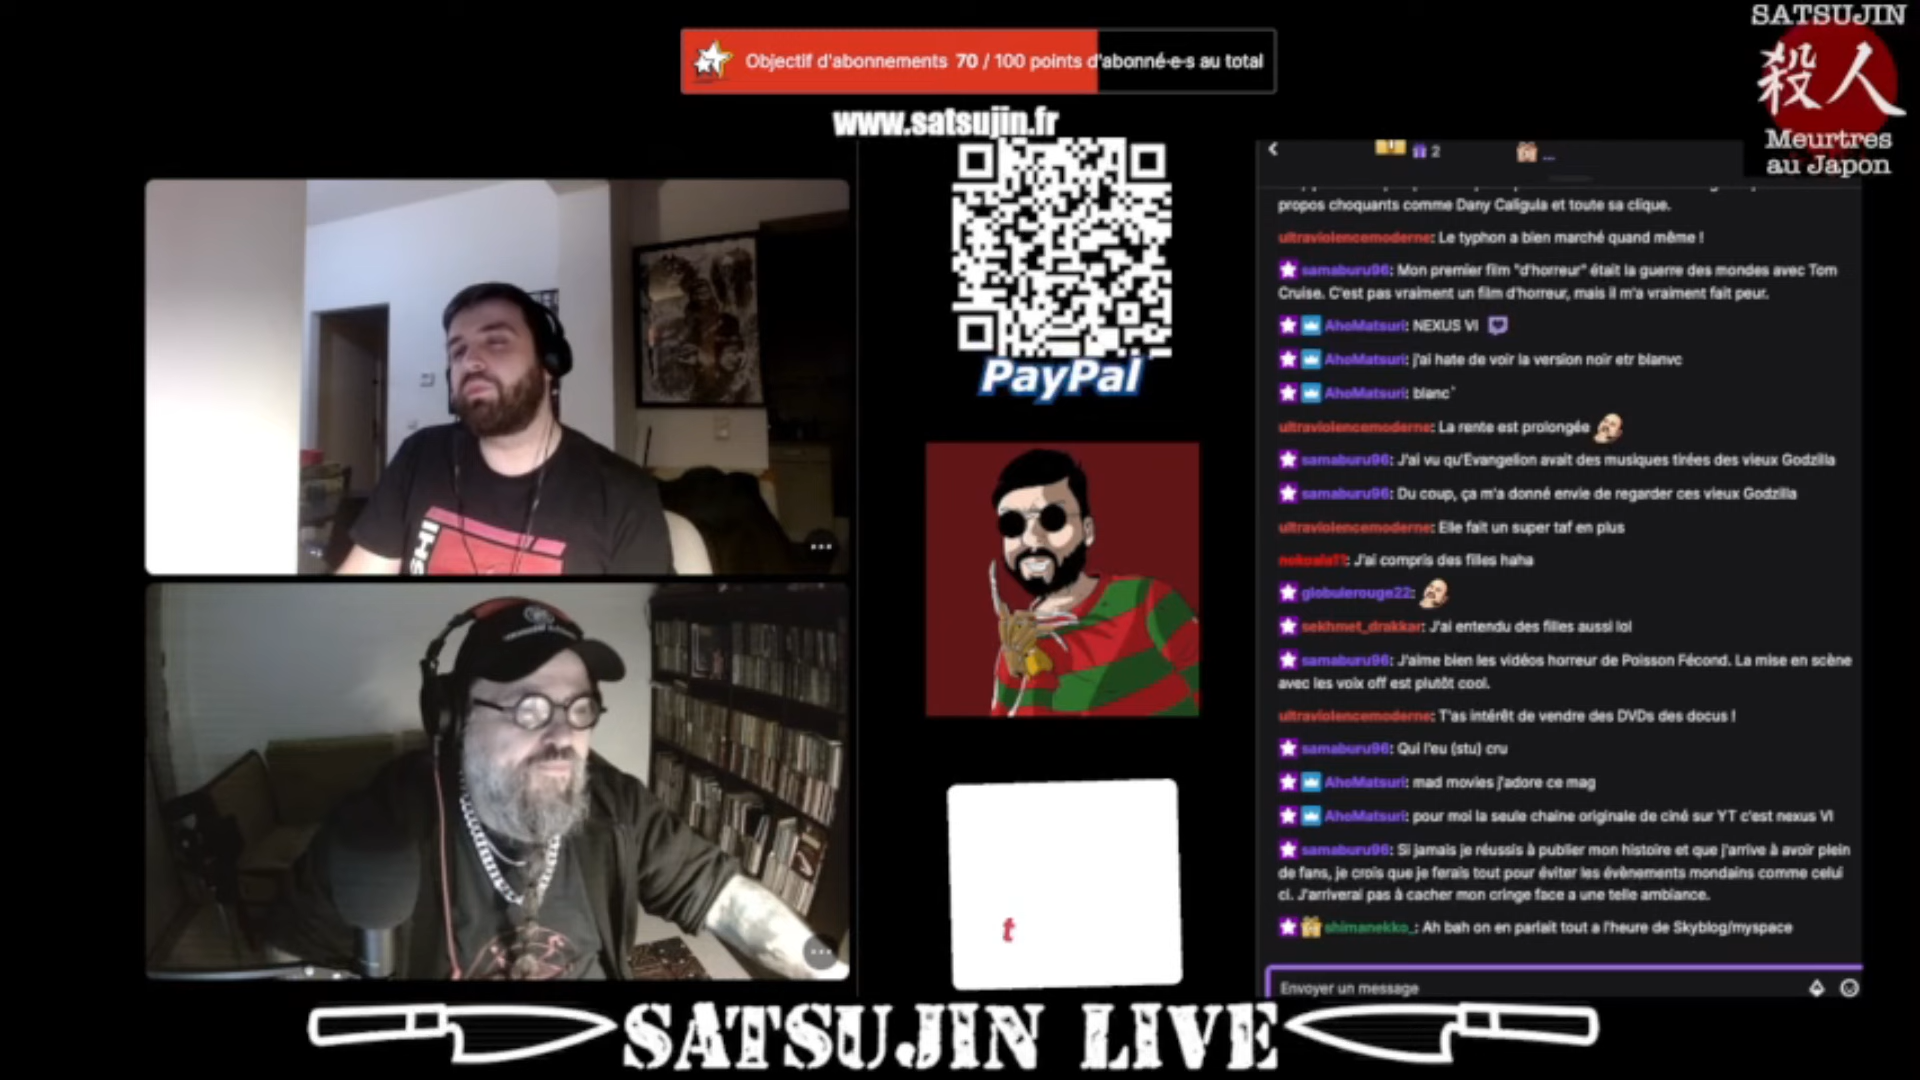 SATSUJIN
殺人
Meurtres
au Japon
Objectif d'abonnements 70 / 100 points d'abonné·e·s au total
www.satsujin.fr
PayPal
SHI
t
2
propos choquants comme Dany Caligula et toute sa clique.
ultraviolencemoderne: Le typhon a bien marché quand même !
samaburu96: Mon premier film "d'horreur" était la guerre des mondes avec Tom
Cruise. C'est pas vraiment un film d'horreur, mais il m'a vraiment fait peur.
AhoMatsuri: NEXUS VI
AhoMatsuri: j'ai hate de voir la version noir etr blanvc
AhoMatsuri: blanc`
ultraviolencemoderne: La rente est prolongée
samaburu96: J'ai vu qu'Evangelion avait des musiques tirées des vieux Godzilla
samaburu96: Du coup, ça m'a donné envie de regarder ces vieux Godzilla
ultraviolencemoderne: Elle fait un super taf en plus
: J'ai compris des filles haha
globulerouge22:
sekhmet_drakkar: J'ai entendu des filles aussi lol
samaburu96: J'aime bien les vidéos horreur de Poisson Fécond. La mise en scène
avec les voix off est plutôt cool.
ultraviolencemoderne: T'as intérêt de vendre des DVDs des docus !
samaburu96: Qui l'eu (stu) cru
AhoMatsuri: mad movies j'adore ce mag
AhoMatsuri: pour moi la seule chaine originale de ciné sur YT c'est nexus VI
samaburu96: Si jamais je réussis à publier mon histoire et que j'arrive à avoir plein
de fans, je crois que je ferais tout pour éviter les évènements mondains comme celui
ci. J'arriverai pas à cacher mon cringe face a une telle ambiance.
shimanekko_: Ah bah on en parlait tout a l'heure de Skyblog/myspace
Envoyer un message
SATSUJIN LIVE